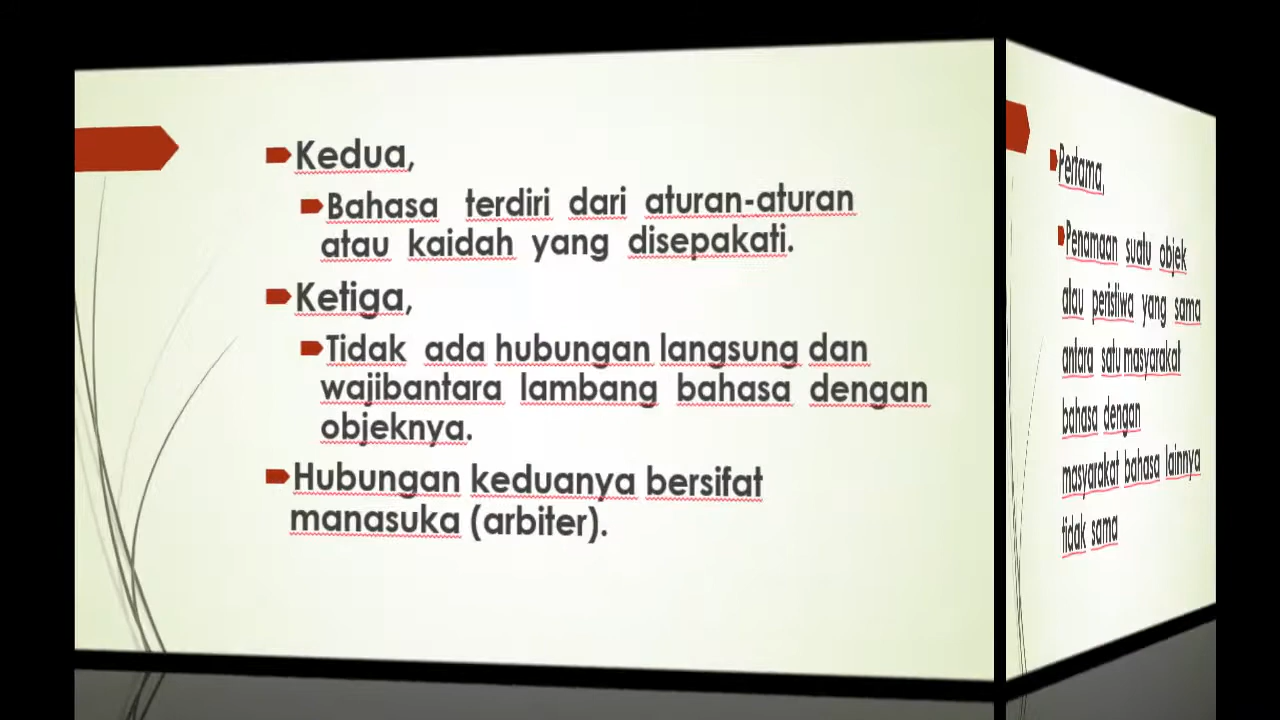 Kedua,
Bahasa terdiri dari aturan-aturan
atau kaidah yang disepakati.
Ketiga,
Tidak ada hubungan langsung dan
wajibantara lambang bahasa dengan
objeknya.
Hubungan keduanya bersifat
manasuka (arbiter).
Pertama,
Penamaan suatu objek
atau peristiwa yang sama
antara satu masyarakat
bahasa dengan
masyarakat bahasa lainnya
tidak sama